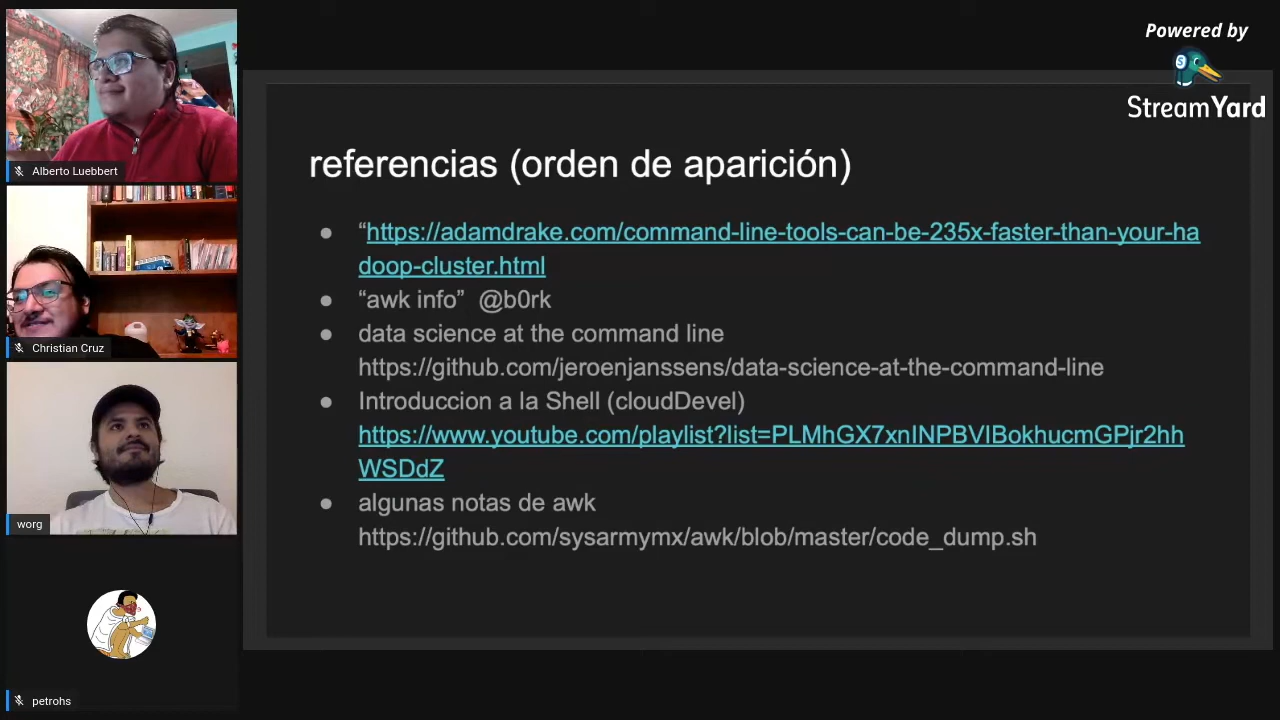 Powered by
StreamYard
Alberto Luebbert
Christian Cruz
worg
petrohs
referencias (orden de aparición)
● “https://adamdrake.com/command-line-tools-can-be-235x-faster-than-your-ha
doop-cluster.html
● “awk info” @b0rk
● data science at the command line
https://github.com/jeroenjanssens/data-science-at-the-command-line
● Introduccion a la Shell (cloudDevel)
https://www.youtube.com/playlist?list=PLMhGX7xnINPBVIBokhucmGPjr2hh
WSDdZ
● algunas notas de awk
https://github.com/sysarmymx/awk/blob/master/code_dump.sh